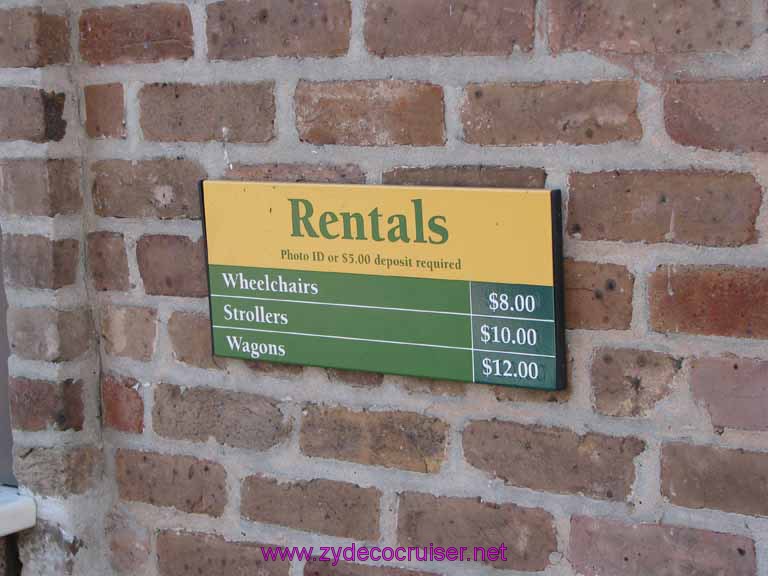 Rentals
Photo ID or $5.00 deposit required
Wheelchairs $8.00
Strollers $10.00
Wagons $12.00
www.zydecocruiser.net